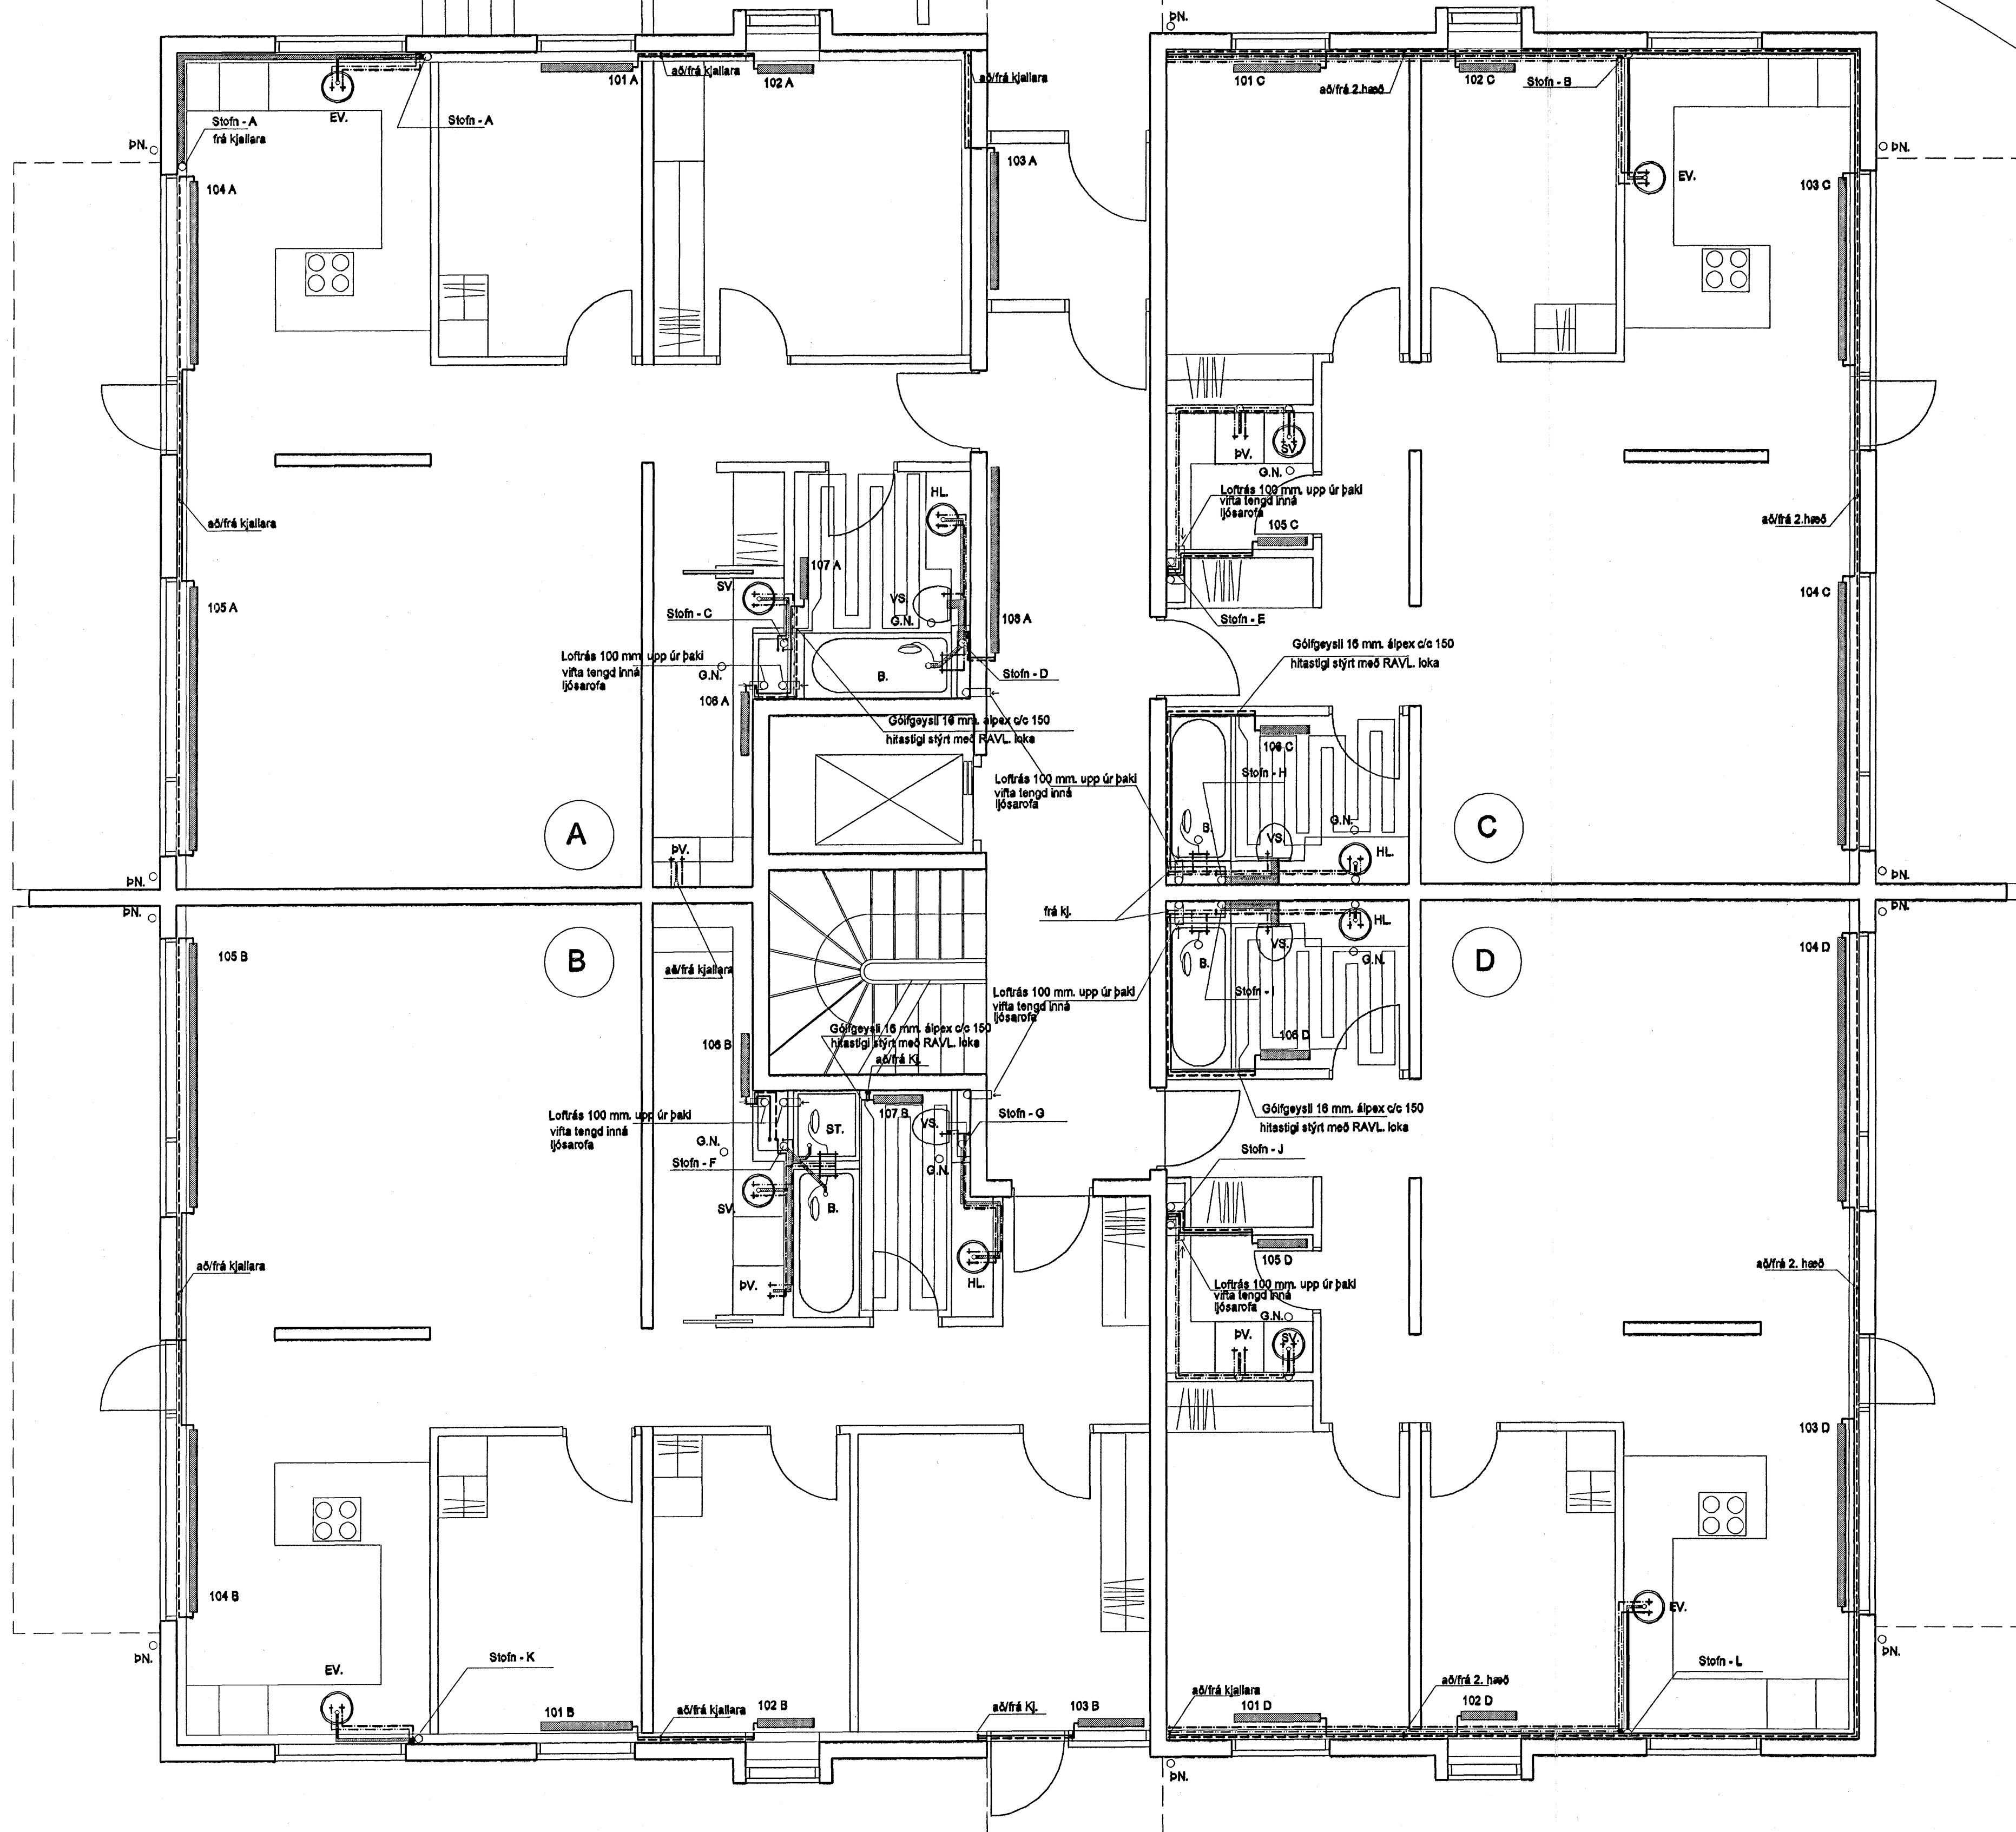 ÞN.
101 A
að/frá kjallara
102 A
að/frá kjallara
EV.
Stofn - A
Stofn - A
frá kjallara
ÞN.
104 A
103 A
101 C
að/frá 2.hæð
102 C
Stofn - B
EV.
103 C
ÞN.
að/frá kjallara
HL.
107 A
SV.
VS.
G.N.
Stofn - C
105 A
108 A
Loftrás 100 mm. upp úr þaki
vifta tengd inná
ljósarofa
G.N.
B.
Stofn - D
106 A
Gólfgeysli 16 mm. álpex c/c 150
hitastigi stýrt með RAVL. loka
ÞV.
SV.
G.N.
Loftrás 100 mm. upp úr þaki
vifta tengd inná
ljósarofa
105 C
að/frá 2.hæð
104 C
Stofn - E
Gólfgeysli 16 mm. álpex c/c 150
hitastigi stýrt með RAVL. loka
106 C
Stofn - H
Loftrás 100 mm. upp úr þaki
vifta tengd inná
ljósarofa
B.
VS.
G.N.
HL.
A
C
ÞV.
ÞN.
ÞN.
ÞN.
ÞN.
frá kj.
HL.
VS.
G.N.
B.
105 B
B
að/frá kjallara
D
104 D
Stofn - I
Loftrás 100 mm. upp úr þaki
vifta tengd inná
ljósarofa
106 B
Gólfgeysli 16 mm. álpex c/c 150
hitastigi stýrt með RAVL. loka
að/frá Kj.
106 D
107 B
Loftrás 100 mm. upp úr þaki
vifta tengd inná
ljósarofa
ST.
VS.
Stofn - G
G.N.
G.N.
Stofn - F
SV.
B.
Gólfgeysli 16 mm. álpex c/c 150
hitastigi stýrt með RAVL. loka
Stofn - J
að/frá kjallara
ÞV.
HL.
105 D
Loftrás 100 mm. upp úr þaki
vifta tengd inná
ljósarofa
G.N.
ÞV.
SV.
að/frá 2. hæð
103 D
104 B
EV.
ÞN.
EV.
Stofn - K
Stofn - L
ÞN.
101 B
að/frá kjallara
102 B
að/frá Kj.
103 B
að/frá kjallara
101 D
að/frá 2. hæð
102 D
ÞN.